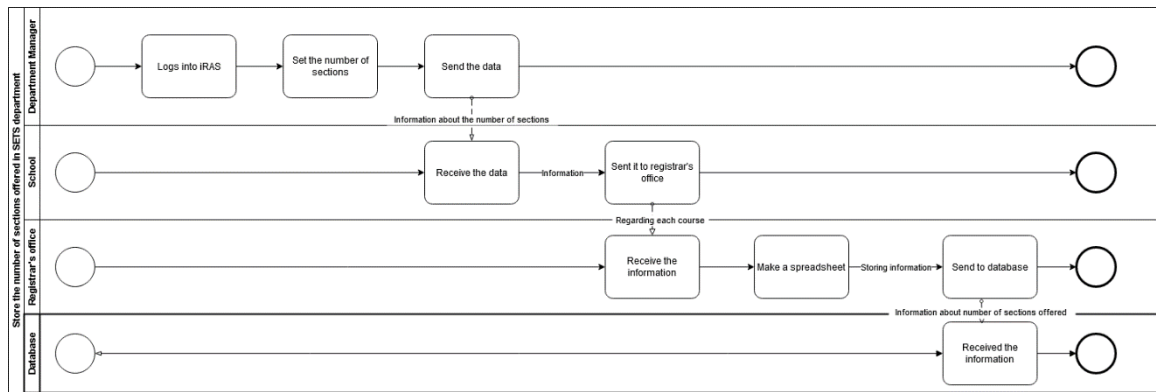 Store the number of sections offered in SETS department
Department Manager
Logs into iRAS
Set the number of
sections
Send the data
Information about the number of sections
School
Receive the data
Information
Sent it to registrar's
office
Regarding each course
Registrar's office
Receive the
information
Make a spreadsheet
Storing information
Send to database
Information about number of sections offered
Database
Received the
information